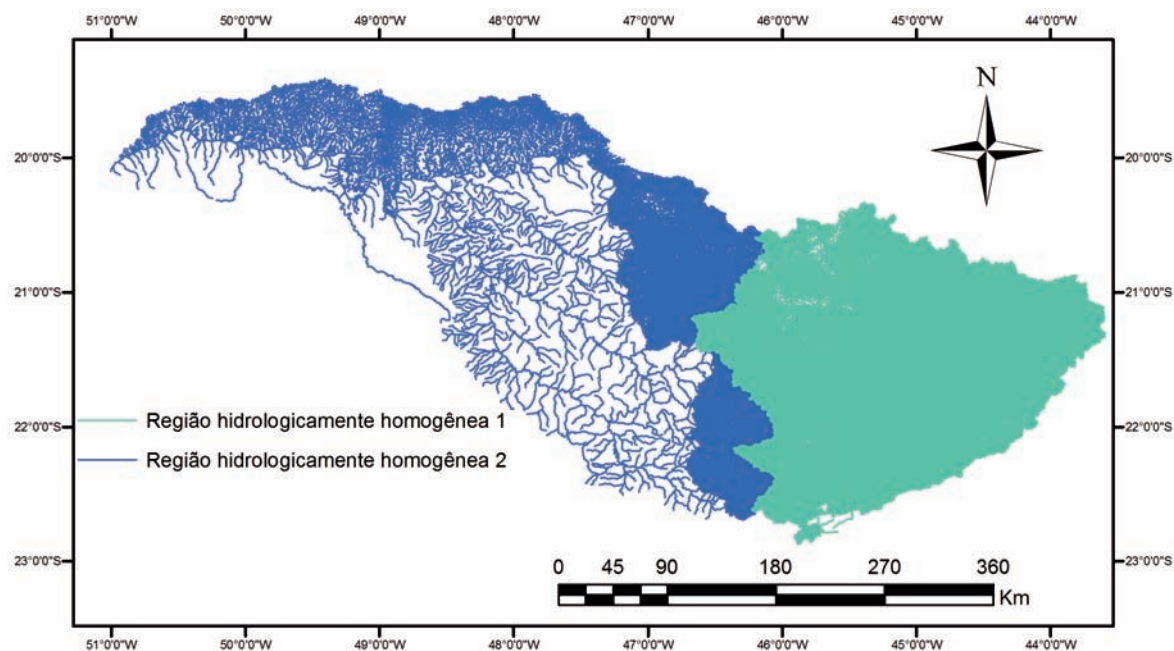 51°0'0"W 50°0'0"W 49°0'0"W 48°0'0"W 47°0'0"W 46°0'0"W 45°0'0"W 44°0'0"W
N
20°0'0"S 20°0'0"S
21°0'0"S 21°0'0"S
Região hidrologicamente homogênea 1
22°0'0"S 22°0'0"S
Região hidrologicamente homogênea 2
23°0'0"S 23°0'0"S
0 45 90 180 270 360
Km
51°0'0"W 50°0'0"W 49°0'0"W 48°0'0"W 47°0'0"W 46°0'0"W 45°0'0"W 44°0'0"W